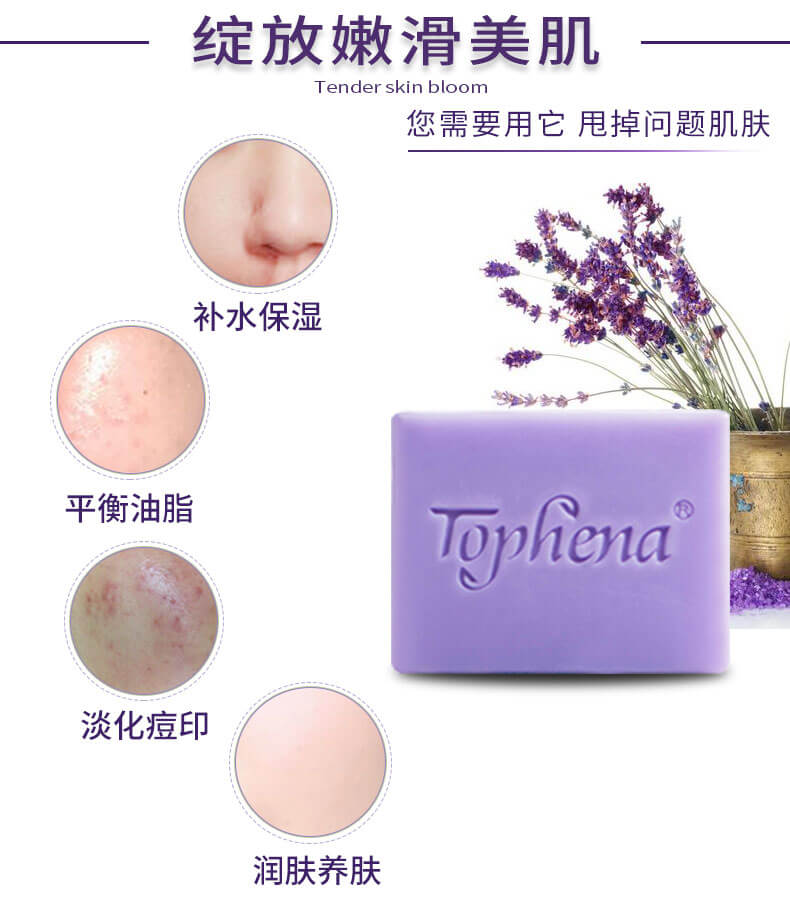 绽放嫩滑美肌
Tender skin bloom
您需要用它 甩掉问题肌肤
补水保湿
平衡油脂
Tophena®
淡化痘印
润肤养肤